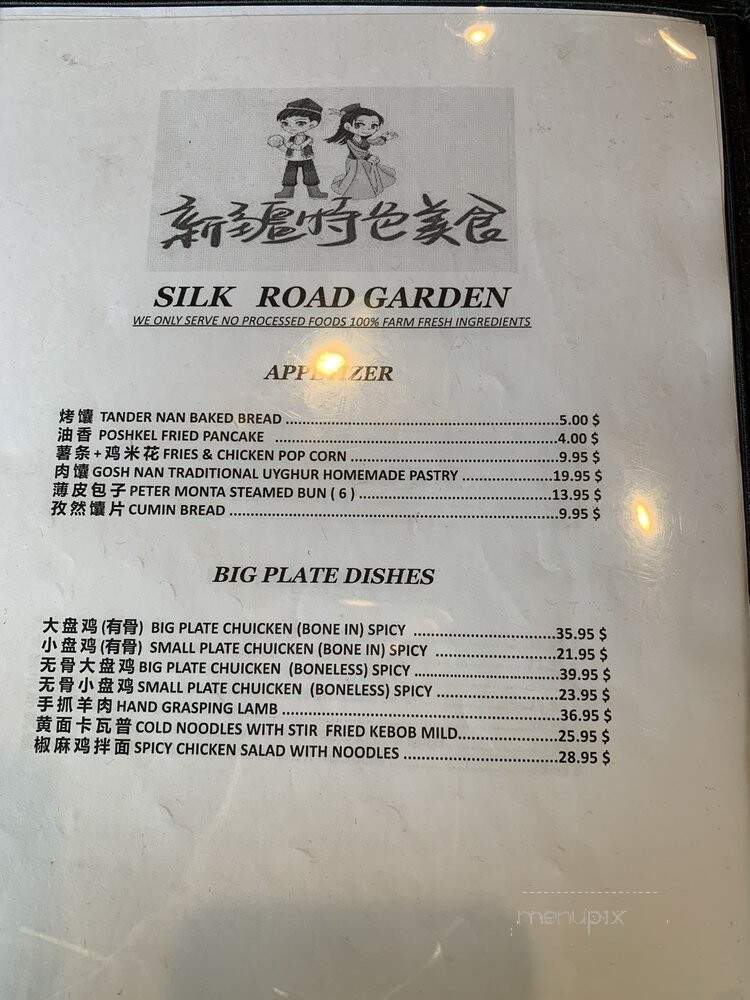 新疆特色美食
SILK ROAD GARDEN
WE ONLY SERVE NO PROCESSED FOODS 100% FARM FRESH INGREDIENTS
APPETIZER
烤馕 TANDER NAN BAKED BREAD ........................................................5.00 $
油香 POSHKEL FRIED PANCAKE ........................................................4.00 $
薯条+鸡米花 FRIES & CHICKEN POP CORN ........................................................9.95 $
肉馕 GOSH NAN TRADITIONAL UYGHUR HOMEMADE PASTRY ..................19.95 $
薄皮包子 PETER MONTA STEAMED BUN ( 6 ) ........................................13.95 $
孜然馕片 CUMIN BREAD ........................................................9.95 $
BIG PLATE DISHES
大盘鸡 (有骨) BIG PLATE CHUICKEN (BONE IN) SPICY ..............................35.95 $
小盘鸡 (有骨) SMALL PLATE CHUICKEN (BONE IN) SPICY ..........................21.95 $
无骨大盘鸡 BIG PLATE CHUICKEN (BONELESS) SPICY ..............................39.95 $
无骨小盘鸡 SMALL PLATE CHUICKEN (BONELESS) SPICY ..........................23.95 $
手抓羊肉 HAND GRASPING LAMB ........................................................36.95 $
黄面卡瓦普 COLD NOODLES WITH STIR FRIED KEBOB MILD.....................25.95 $
椒麻鸡拌面 SPICY CHICKEN SALAD WITH NOODLES ................................28.95 $
menupix